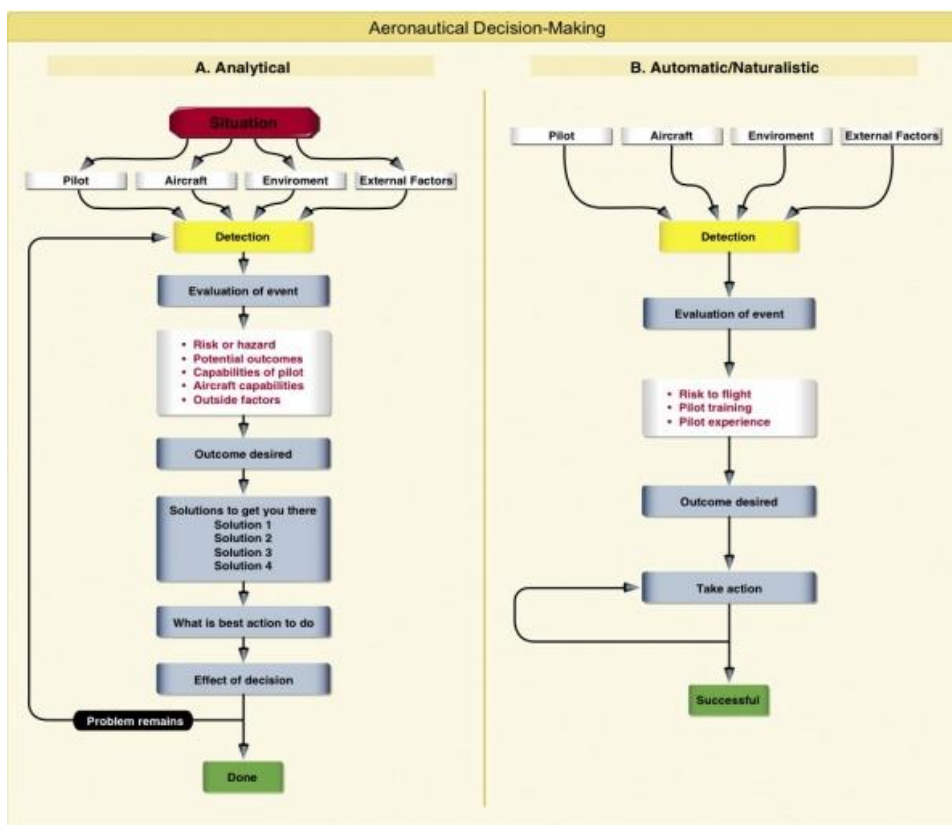 Aeronautical Decision-Making
A. Analytical
Situation
Pilot
Aircraft
Enviroment
External Factors
Detection
Evaluation of event
• Risk or hazard
• Potential outcomes
• Capabilities of pilot
• Aircraft capabilities
• Outside factors
Outcome desired
Solutions to get you there
Solution 1
Solution 2
Solution 3
Solution 4
What is best action to do
Effect of decision
Problem remains
Done
B. Automatic/Naturalistic
Pilot
Aircraft
Enviroment
External Factors
Detection
Evaluation of event
• Risk to flight
• Pilot training
• Pilot experience
Outcome desired
Take action
Successful